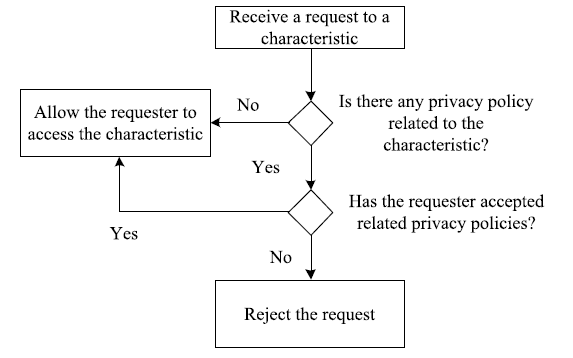 Receive a request to a
characteristic
No
Is there any privacy policy
related to the
characteristic?
Allow the requester to
access the characteristic
Yes
Has the requester accepted
related privacy policies?
Yes
No
Reject the request